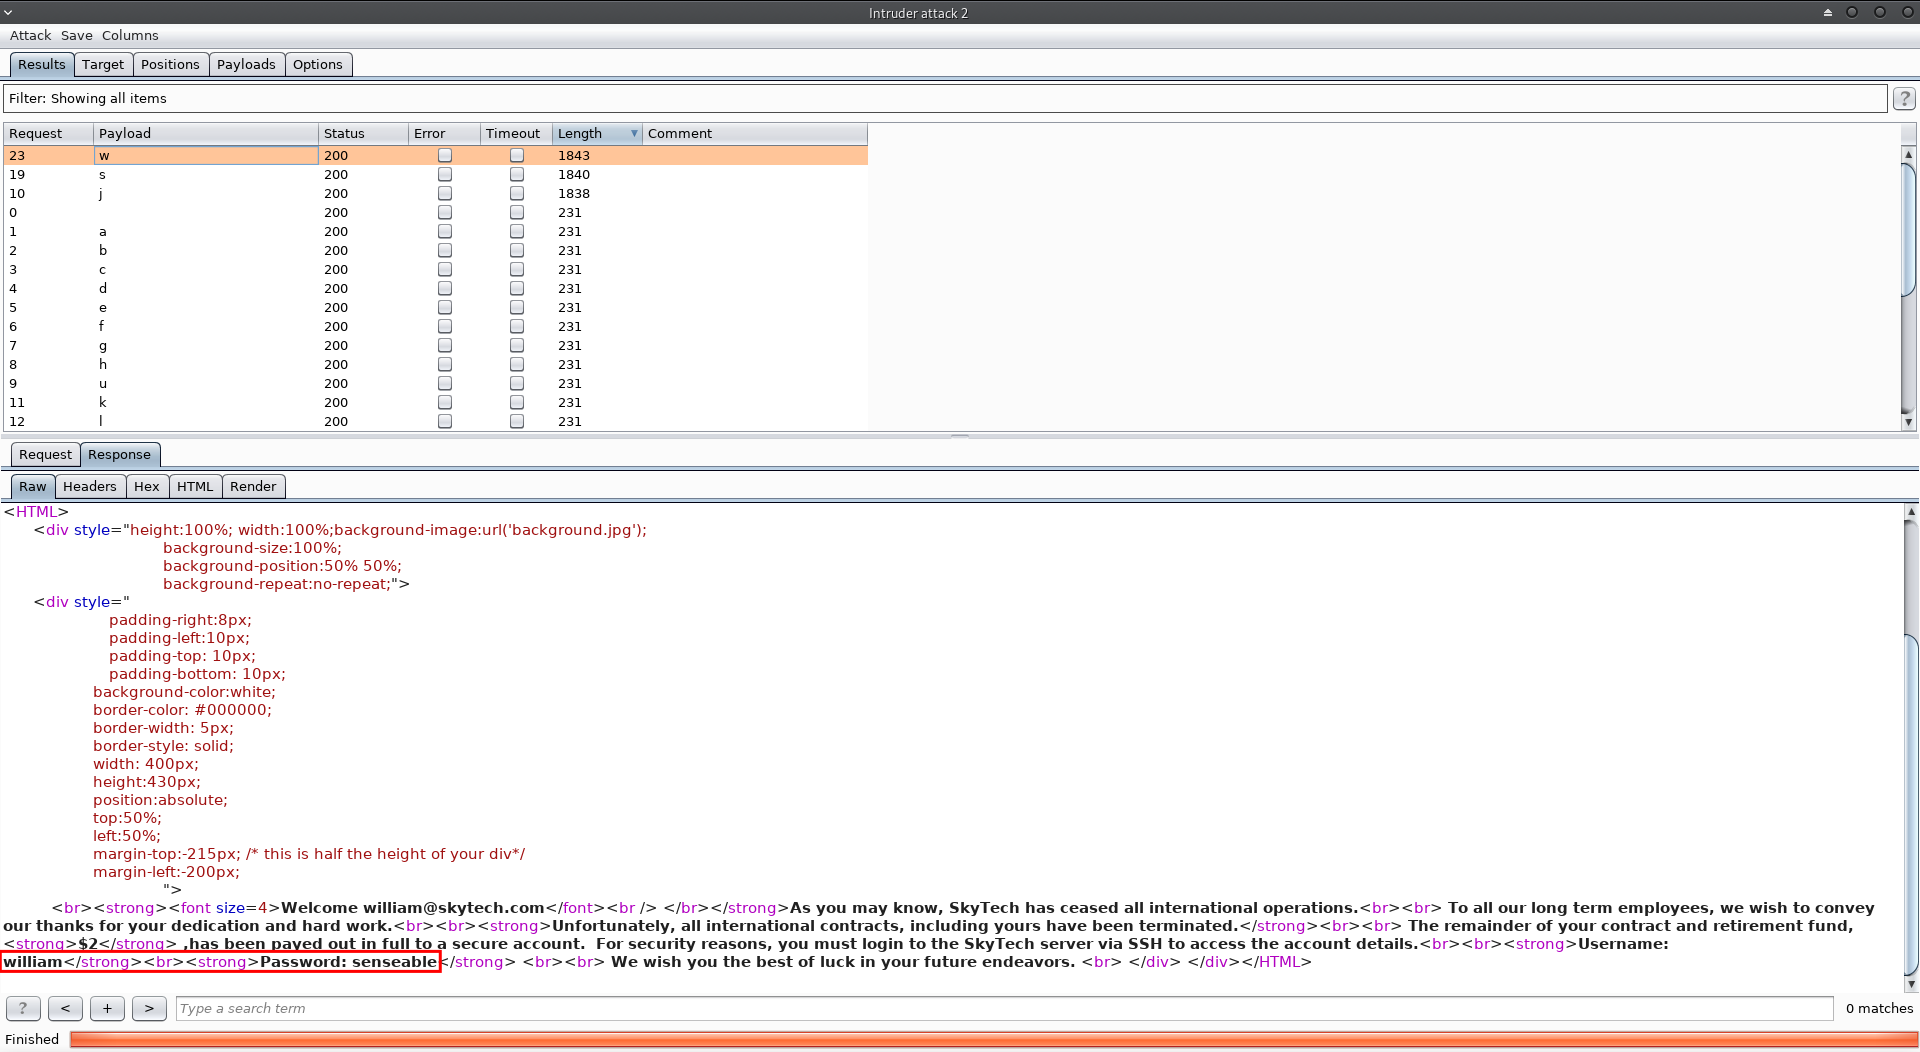 Intruder attack 2
Attack Save Columns
Results Target Positions Payloads Options
Filter: Showing all items
?
Request Payload Status Error Timeout Length Comment
23 w 200 1843
19 s 200 1840
10 j 200 1838
0 200 231
1 a 200 231
2 b 200 231
3 c 200 231
4 d 200 231
5 e 200 231
6 f 200 231
7 g 200 231
8 h 200 231
9 u 200 231
11 k 200 231
12 l 200 231
Request Response
Raw Headers Hex HTML Render
<HTML>
<div style="height:100%; width:100%;background-image:url('background.jpg');
background-size:100%;
background-position:50% 50%;
background-repeat:no-repeat;">
<div style="
padding-right:8px;
padding-left:10px;
padding-top: 10px;
padding-bottom: 10px;
background-color:white;
border-color: #000000;
border-width: 5px;
border-style: solid;
width: 400px;
height:430px;
position:absolute;
top:50%;
left:50%;
margin-top:-215px; /* this is half the height of your div*/
margin-left:-200px;
">
<br><strong><font size=4>Welcome william@skytech.com</font><br /> </br></strong>As you may know, SkyTech has ceased all international operations.<br><br> To all our long term employees, we wish to convey
our thanks for your dedication and hard work.<br><br><strong>Unfortunately, all international contracts, including yours have been terminated.</strong><br><br> The remainder of your contract and retirement fund,
<strong>$2</strong> ,has been payed out in full to a secure account.  For security reasons, you must login to the SkyTech server via SSH to access the account details.<br><br><strong>Username:
william</strong><br><strong>Password: senseable</strong> <br><br> We wish you the best of luck in your future endeavors. <br> </div> </div></HTML>
? < + > Type a search term 0 matches
Finished